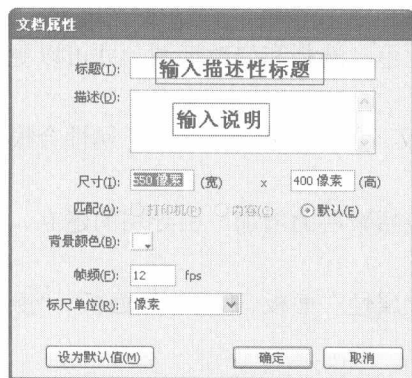 文档属性
标题(T): 输入描述性标题
描述(D): 输入说明
尺寸(I): 550 像素 (宽) x 400 像素 (高)
匹配(A): 打印机(P) 内容(C) 默认(E)
背景颜色(B):
帧频(F): 12 fps
标尺单位(R): 像素
设为默认值(M) 确定 取消